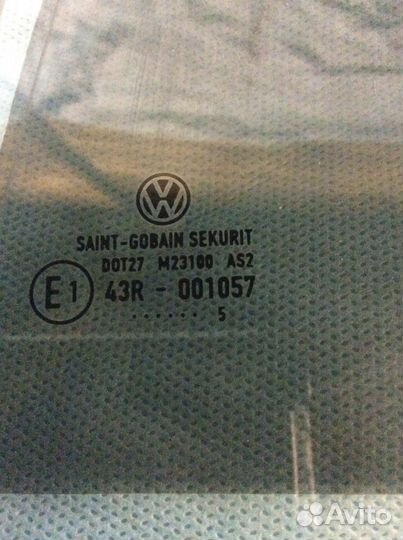 SAINT-GOBAIN SEKURIT
DOT27 M23100 AS2
E1 43R - 001057
....... 5
Avito